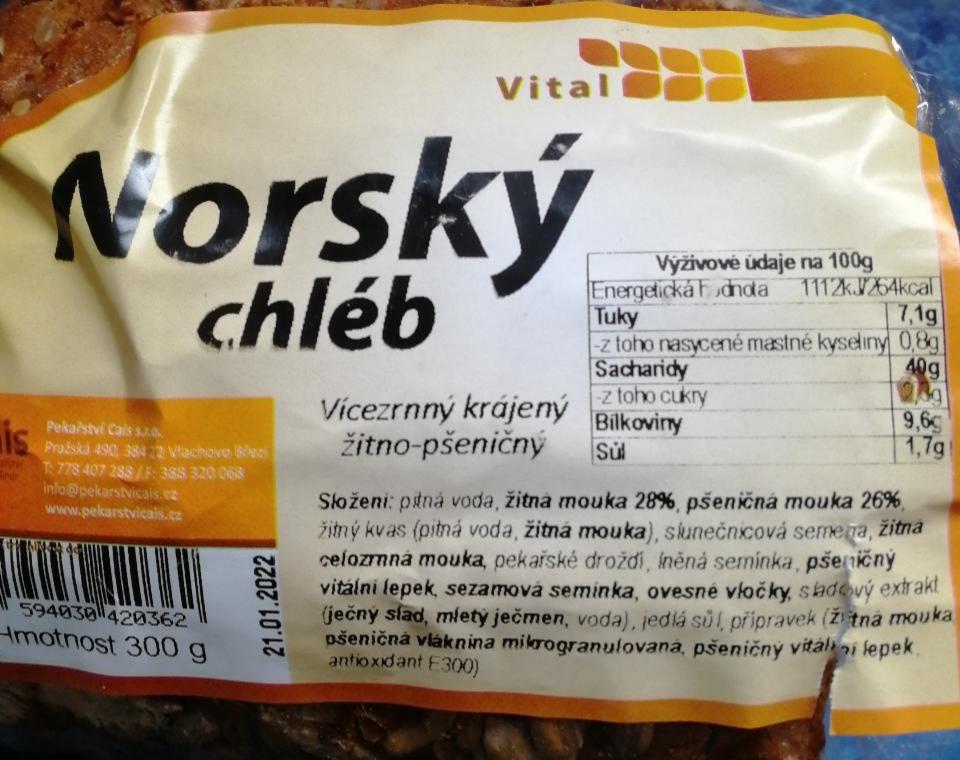 Vital
Norský
chléb
Vícezrnný krájený
žitno-pšeničný
Výživové údaje na 100g
Energetická hodnota 1112kJ/264kcal
Tuky 7,1g
-z toho nasycené mastné kyseliny 0,8g
Sacharidy 40g
-z toho cukry
Bílkoviny 9,6g
Sůl 1,7g
Pekařství Cais s.r.o.
Pražská 490, 384 22 Vlachovo Březí
T: 778 407 288 / F: 388 320 068
info@pekarstvicais.cz
www.pekarstvicais.cz
594030 420362
Hmotnost 300 g
21.01.2022
Složení: pitná voda, žitná mouka 28%, pšeničná mouka 26%,
žitný kvas (pitná voda, žitná mouka), slunečnicová semena, žitná
celozrnná mouka, pekařské droždí, lněná semínka, pšeničný
vitální lepek, sezamová semínka, ovesné vločky, sladový extrakt
(ječný slad, mletý ječmen, voda), jedlá sůl, přípravek (žitná mouka,
pšeničná vláknina mikrogranulovaná, pšeničný vitální lepek,
antioxidant E300)